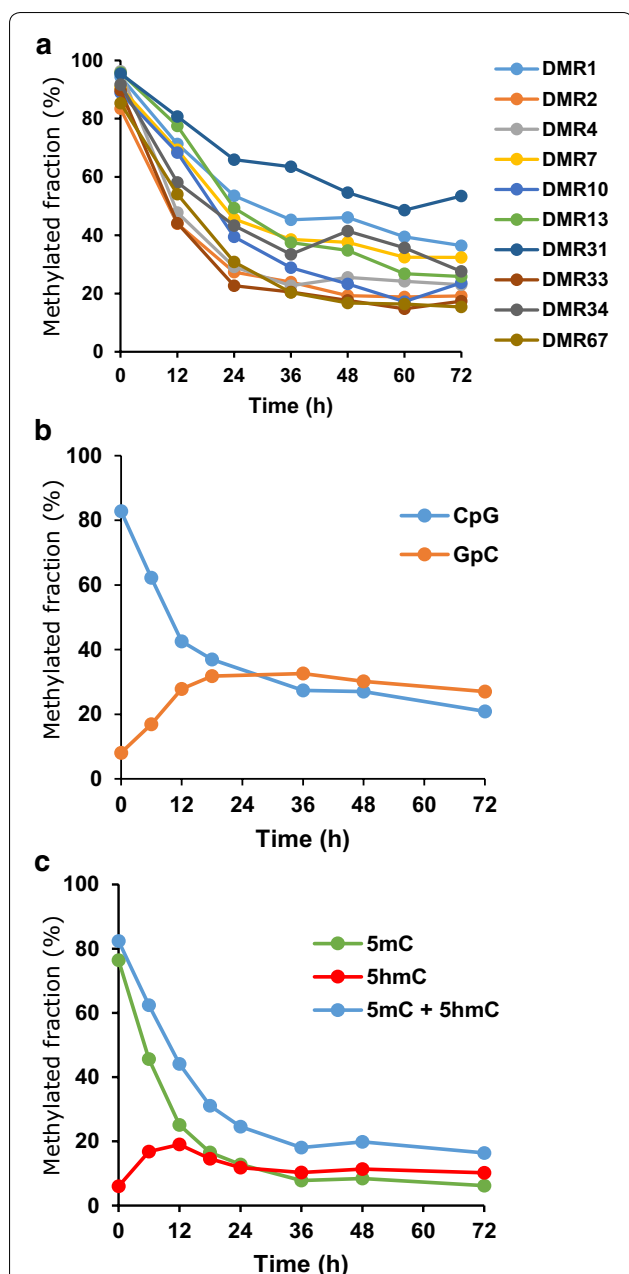 a
Methylated fraction (%)
100
80
60
40
20
0
0 12 24 36 48 60 72
Time (h)
DMR1
DMR2
DMR4
DMR7
DMR10
DMR13
DMR31
DMR33
DMR34
DMR67
b
Methylated fraction (%)
100
80
60
40
20
0
0 12 24 36 48 60 72
Time (h)
CpG
GpC
c
Methylated fraction (%)
100
80
60
40
20
0
0 12 24 36 48 60 72
Time (h)
5mC
5hmC
5mC + 5hmC